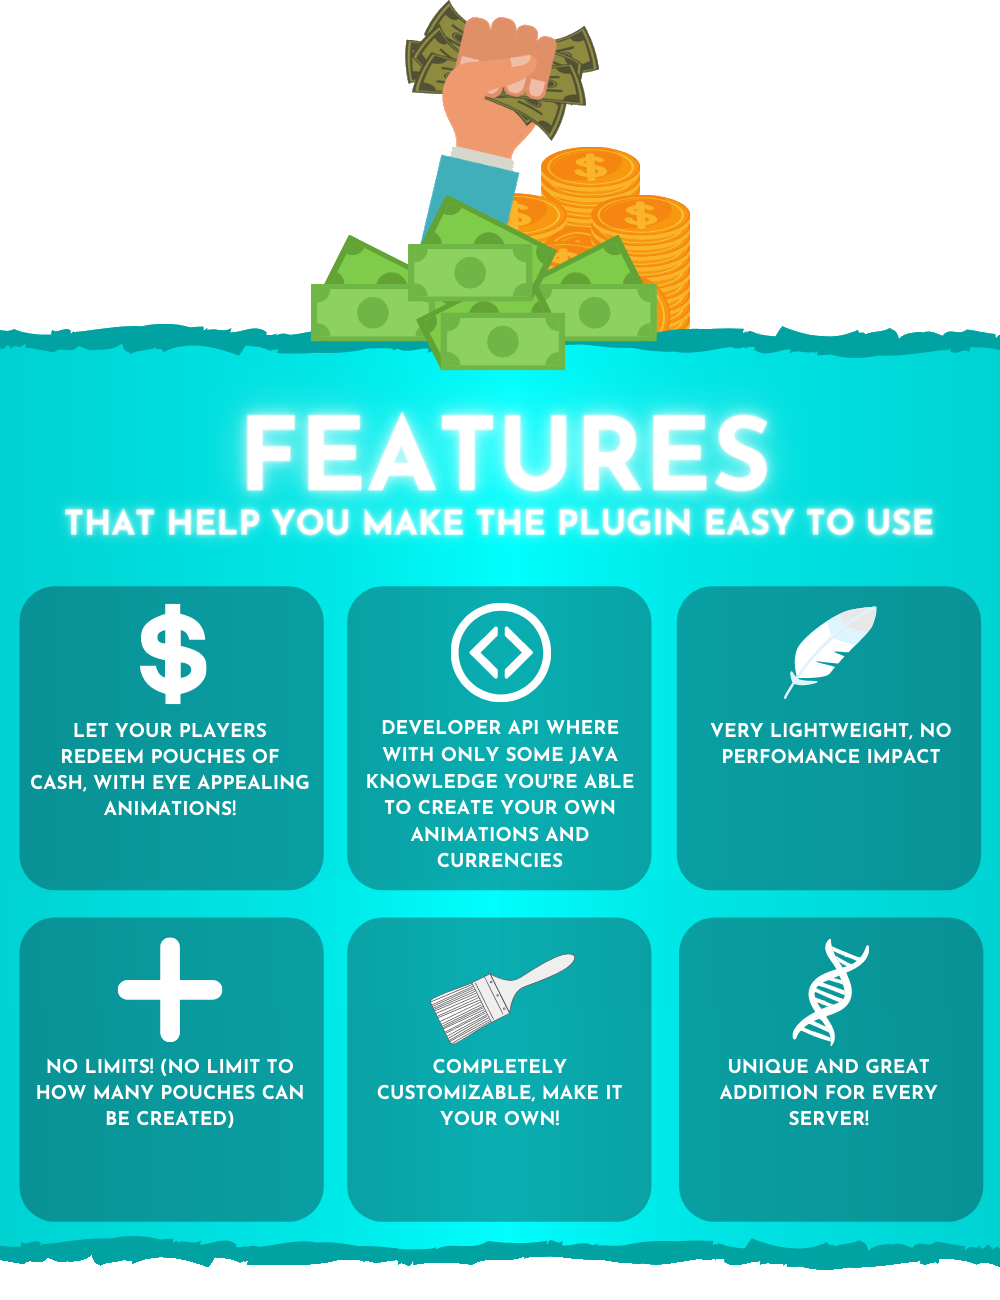 FEATURES
THAT HELP YOU MAKE THE PLUGIN EASY TO USE
LET YOUR PLAYERS
REDEEM POUCHES OF
CASH, WITH EYE APPEALING
ANIMATIONS!
DEVELOPER API WHERE
WITH ONLY SOME JAVA
KNOWLEDGE YOU'RE ABLE
TO CREATE YOUR OWN
ANIMATIONS AND
CURRENCIES
VERY LIGHTWEIGHT, NO
PERFOMANCE IMPACT
NO LIMITS! (NO LIMIT TO
HOW MANY POUCHES CAN
BE CREATED)
COMPLETELY
CUSTOMIZABLE, MAKE IT
YOUR OWN!
UNIQUE AND GREAT
ADDITION FOR EVERY
SERVER!